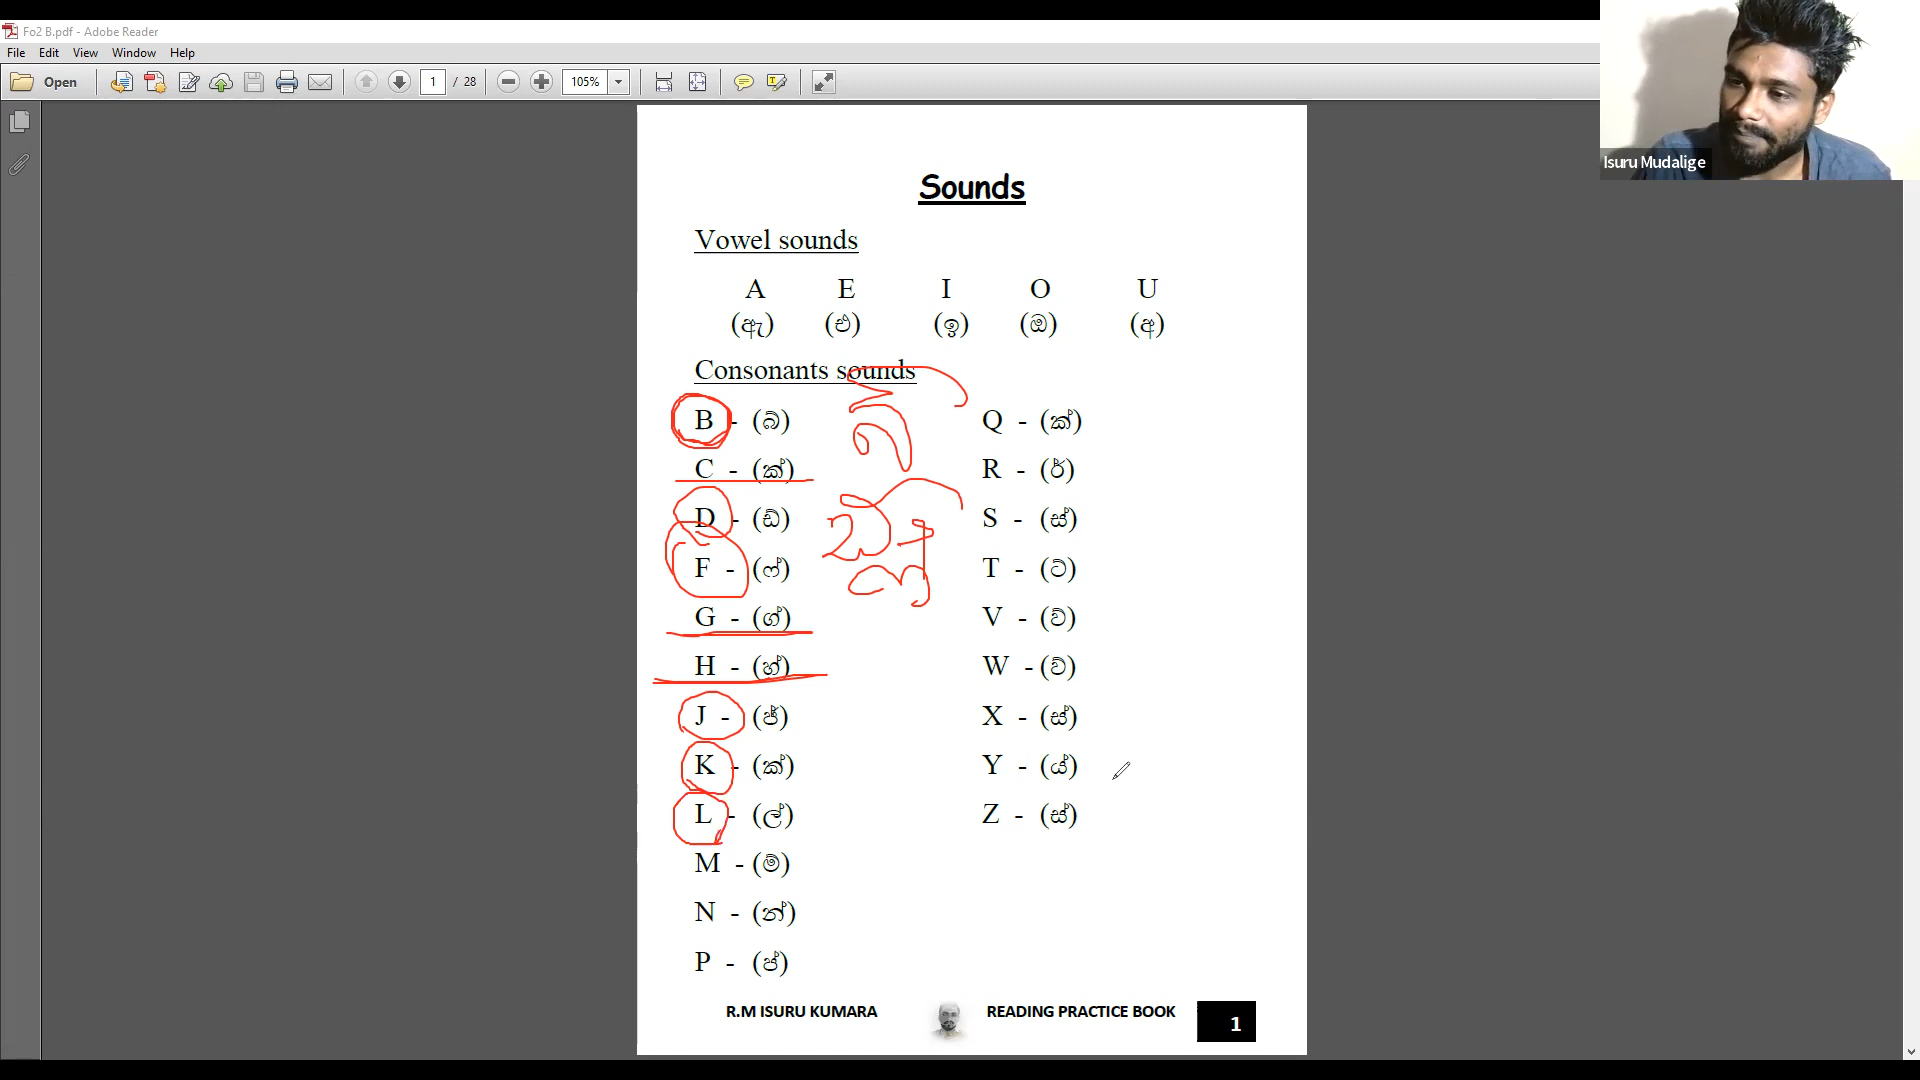 Fo2 B.pdf - Adobe Reader
File Edit View Window Help
Open 1 / 28 105%
Isuru Mudalige
Sounds
Vowel sounds
A E I O U
(ඇ) (එ) (ඉ) (ඔ) (අ)
Consonants sounds
B - (බ්)
C - (ක්)
D - (ඩ්)
F - (ෆ්)
G - (ග්)
H - (හ්)
J - (ජ්)
K - (ක්)
L - (ල්)
M - (ම්)
N - (න්)
P - (ප්)
Q - (ක්)
R - (ර්)
S - (ස්)
T - (ට්)
V - (ව්)
W - (ව්)
X - (ස්)
Y - (ය්)
Z - (ස්)
R.M ISURU KUMARA READING PRACTICE BOOK 1